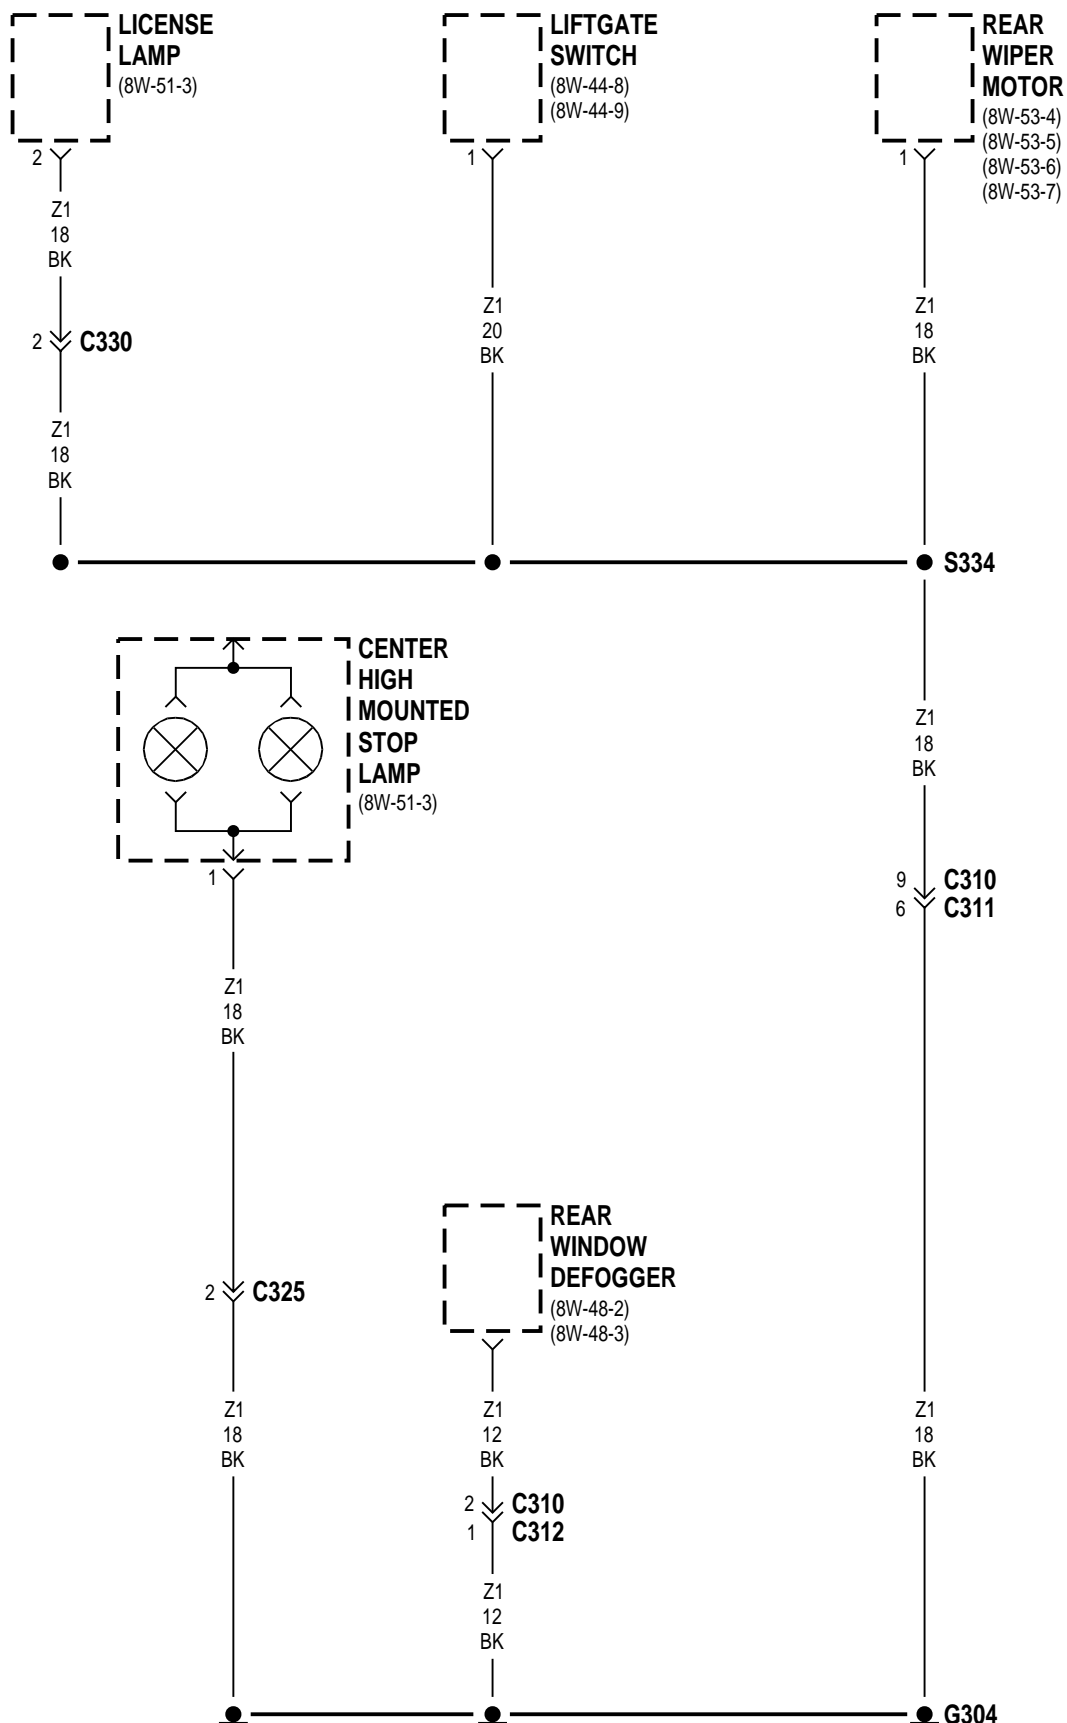 LICENSE
LAMP
(8W-51-3)
LIFTGATE
SWITCH
(8W-44-8)
(8W-44-9)
REAR
WIPER
MOTOR
(8W-53-4)
(8W-53-5)
(8W-53-6)
(8W-53-7)
2
1
1
Z1
18
BK
Z1
20
BK
Z1
18
BK
2
C330
Z1
18
BK
S334
CENTER
HIGH
MOUNTED
STOP
LAMP
(8W-51-3)
1
Z1
18
BK
9
C310
6
C311
Z1
18
BK
REAR
WINDOW
DEFOGGER
(8W-48-2)
(8W-48-3)
2
C325
Z1
18
BK
Z1
12
BK
Z1
18
BK
2
C310
1
C312
Z1
12
BK
G304